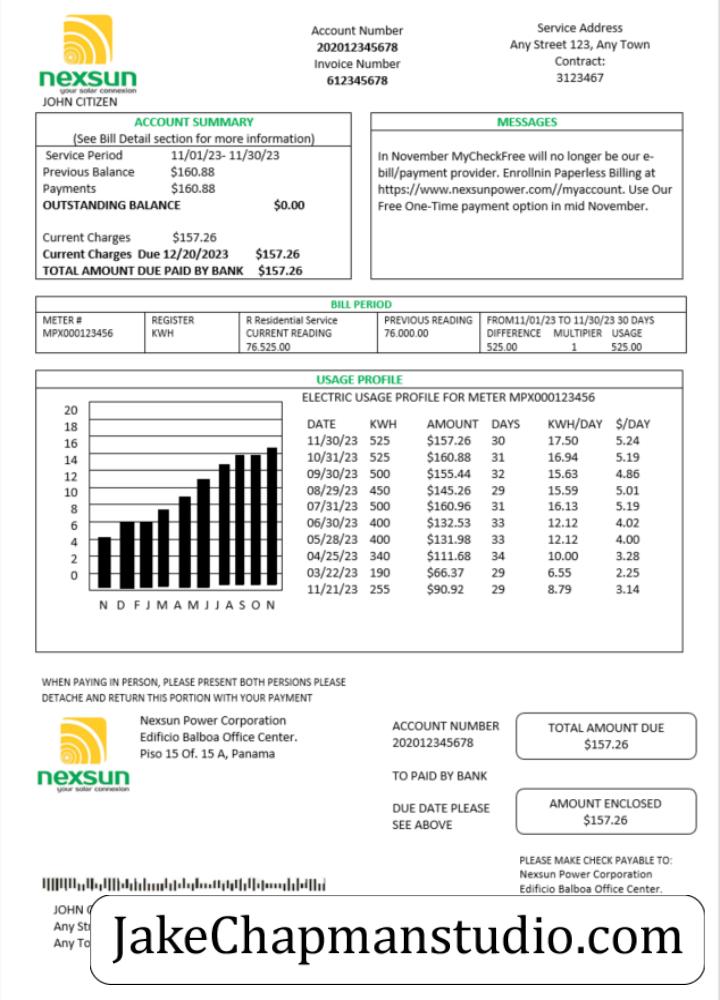 nexsun
your solar connexion
JOHN CITIZEN
Account Number
202012345678
Invoice Number
612345678
Service Address
Any Street 123, Any Town
Contract:
3123467
ACCOUNT SUMMARY
(See Bill Detail section for more information)
Service Period 11/01/23- 11/30/23
Previous Balance $160.88
Payments $160.88
OUTSTANDING BALANCE $0.00
Current Charges $157.26
Current Charges Due 12/20/2023 $157.26
TOTAL AMOUNT DUE PAID BY BANK $157.26
MESSAGES
In November MyCheckFree will no longer be our e-
bill/payment provider. Enrollnin Paperless Billing at
https://www.nexsunpower.com//myaccount. Use Our
Free One-Time payment option in mid November.
BILL PERIOD
METER #
MPX000123456
REGISTER
KWH
R Residential Service
CURRENT READING
76.525.00
PREVIOUS READING
76.000.00
FROM11/01/23 TO 11/30/23 30 DAYS
DIFFERENCE MULTIPIER USAGE
525.00 1 525.00
USAGE PROFILE
ELECTRIC USAGE PROFILE FOR METER MPX000123456
20
18
16
14
12
10
8
6
4
2
0
N D F J M A M J J A S O N
DATE KWH AMOUNT DAYS KWH/DAY $/DAY
11/30/23 525 $157.26 30 17.50 5.24
10/31/23 525 $160.88 31 16.94 5.19
09/30/23 500 $155.44 32 15.63 4.86
08/29/23 450 $145.26 29 15.59 5.01
07/31/23 500 $160.96 31 16.13 5.19
06/30/23 400 $132.53 33 12.12 4.02
05/28/23 400 $131.98 33 12.12 4.00
04/25/23 340 $111.68 34 10.00 3.28
03/22/23 190 $66.37 29 6.55 2.25
11/21/23 255 $90.92 29 8.79 3.14
WHEN PAYING IN PERSON, PLEASE PRESENT BOTH PERSIONS PLEASE
DETACHE AND RETURN THIS PORTION WITH YOUR PAYMENT
nexsun
your solar connexion
Nexsun Power Corporation
Edificio Balboa Office Center.
Piso 15 Of. 15 A, Panama
ACCOUNT NUMBER
202012345678
TO PAID BY BANK
DUE DATE PLEASE
SEE ABOVE
TOTAL AMOUNT DUE
$157.26
AMOUNT ENCLOSED
$157.26
PLEASE MAKE CHECK PAYABLE TO:
Nexsun Power Corporation
Edificio Balboa Office Center.
JOHN
Any
Any
JakeChapmanstudio.com